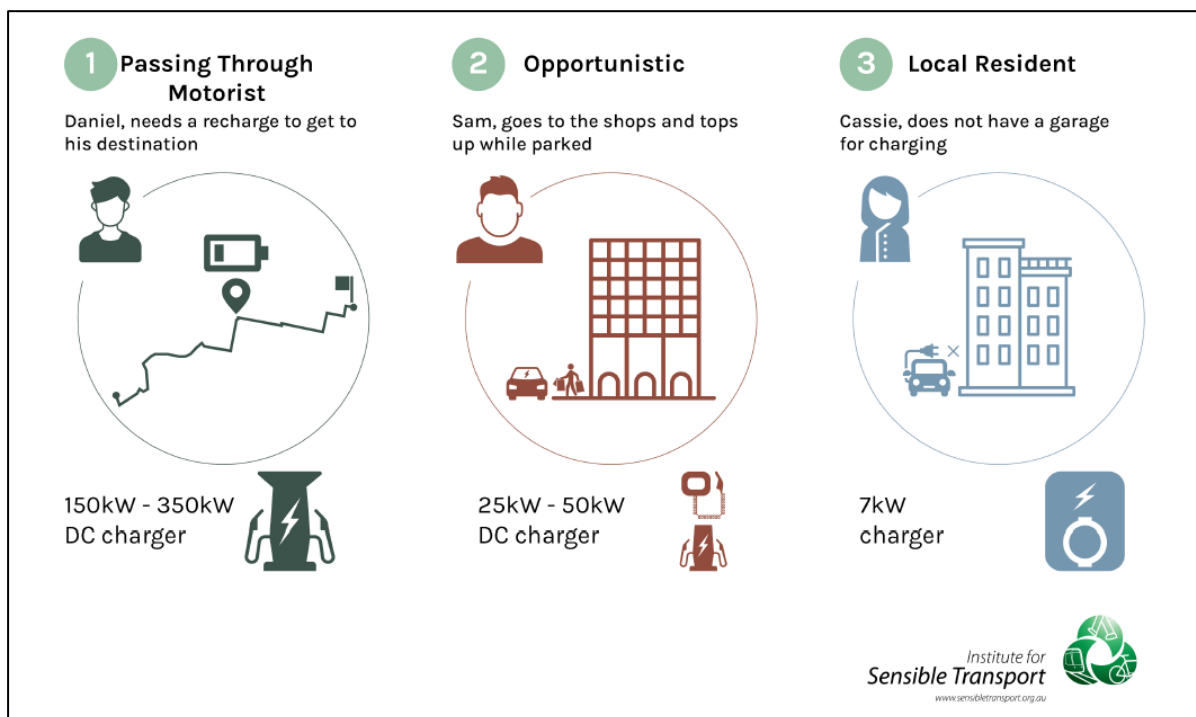 1
Passing Through
Motorist
Daniel, needs a recharge to get to
his destination
150kW - 350kW
DC charger
2
Opportunistic
Sam, goes to the shops and tops
up while parked
25kW - 50kW
DC charger
3
Local Resident
Cassie, does not have a garage
for charging
7kW
charger
Institute for
Sensible Transport
www.sensibletransport.org.au